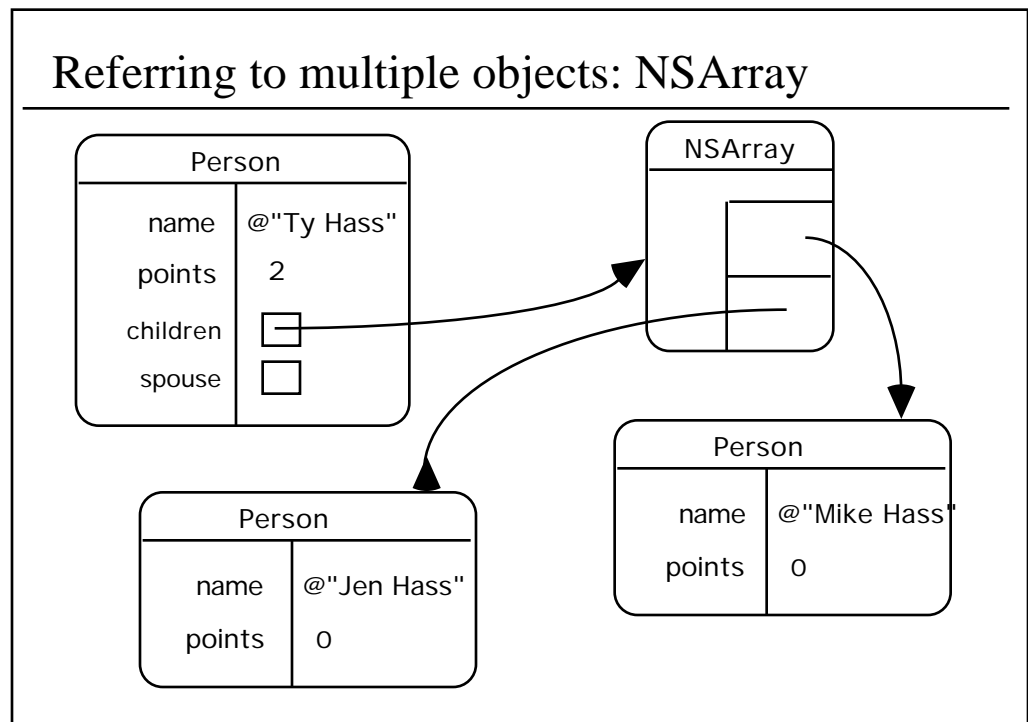 Referring to multiple objects: NSArray
Person
name @"Ty Hass"
points 2
children
spouse
NSArray
Person
name @"Mike Hass"
points 0
Person
name @"Jen Hass"
points 0